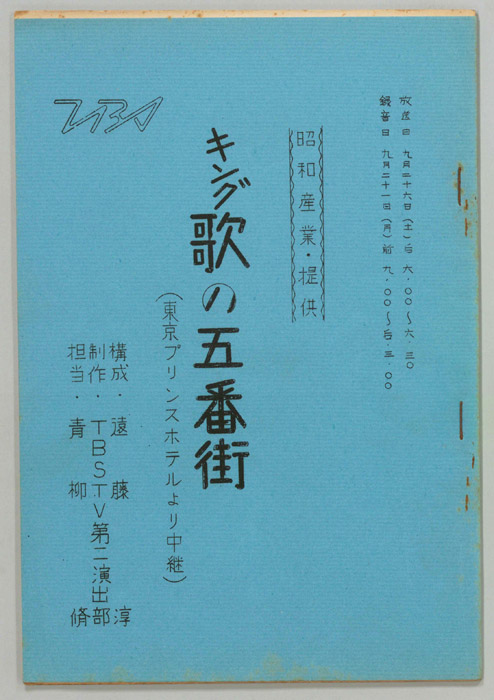 放送日 九月二十六日(土)后 六・〇〇～六・三〇
録音日 九月二十一日(月)前 九・〇〇～后・三・〇〇
昭和産業・提供
キング歌の五番街
(東京プリンスホテルより中継)
TBS
構成・遠藤淳
制作・TBSTV第二演出部
担当・青柳脩